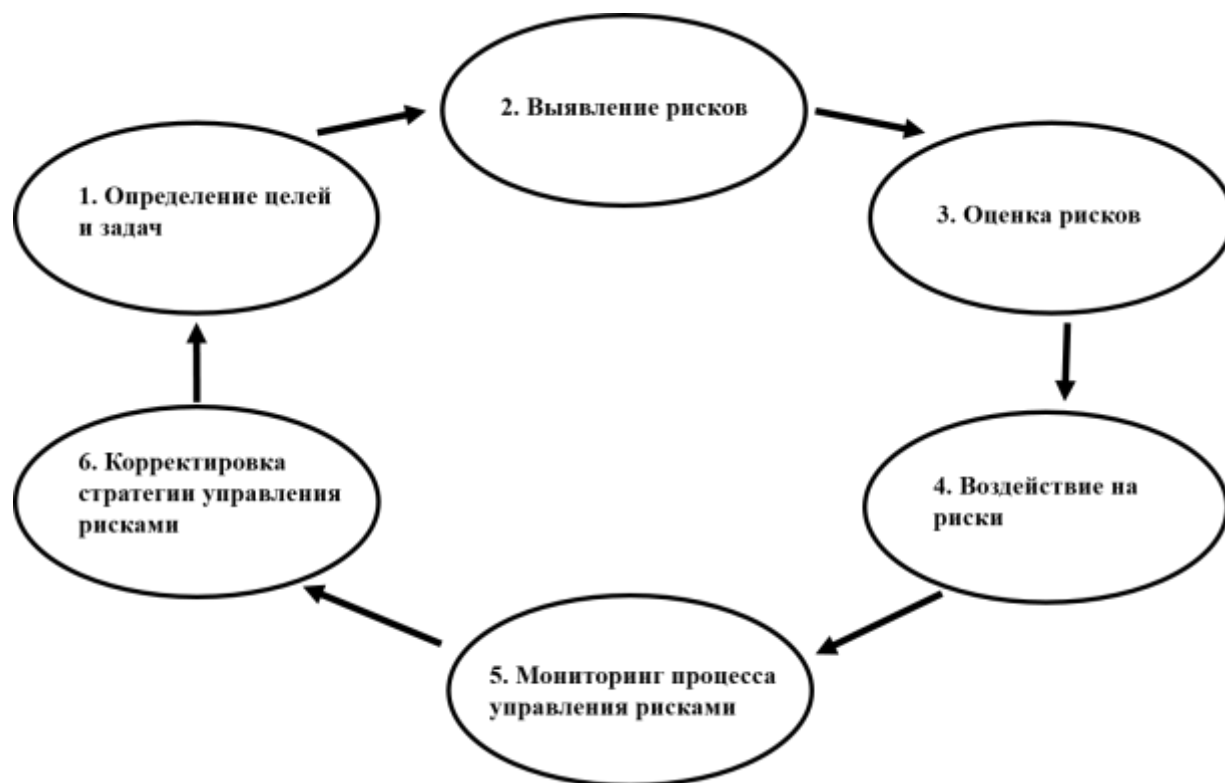 1. Определение целей
и задач
2. Выявление рисков
3. Оценка рисков
4. Воздействие на
риски
5. Мониторинг процесса
управления рисками
6. Корректировка
стратегии управления
рисками